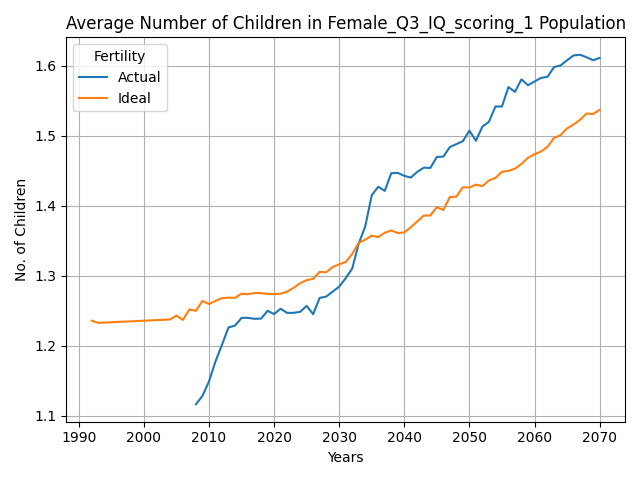 Average Number of Children in Female_Q3_IQ_scoring_1 Population
Fertility
Actual
Ideal
No. of Children
1.6
1.5
1.4
1.3
1.2
1.1
1990 2000 2010 2020 2030 2040 2050 2060 2070
Years